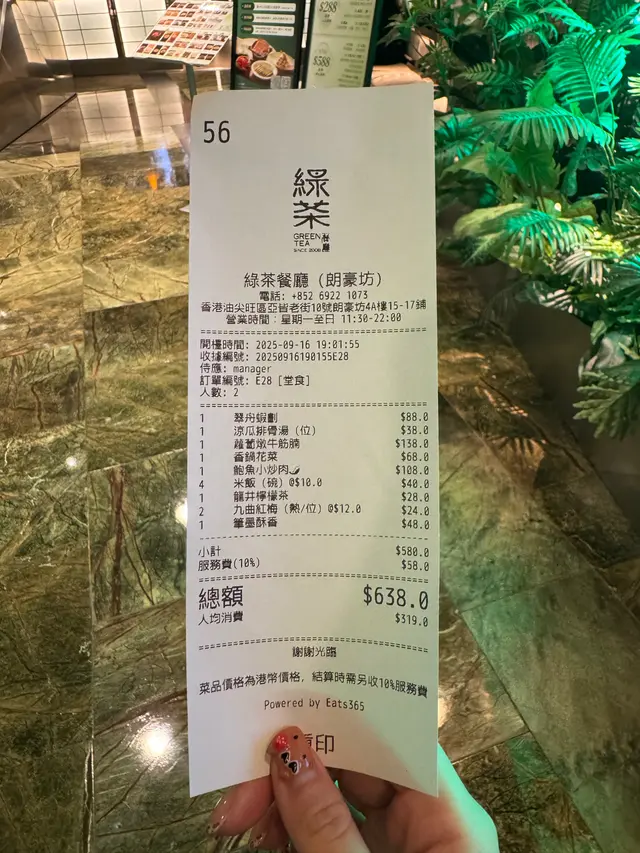 $288
$388
56
綠
茶
GREEN
TEA
餐廳
SINCE 2008
綠茶餐廳 (朗豪坊)
電話: +852 6922 1073
香港油尖旺區亞皆老街10號朗豪坊4A樓15-17鋪
營業時間：星期一至日 11:30-22:00
開檯時間: 2025-09-16 19:01:55
收據編號: 20250916190155E28
侍應: manager
訂單編號: E28 [堂食]
人數: 2
1 翠舟蝦劃 $88.0
1 涼瓜排骨湯 (位) $38.0
1 蘿蔔燉牛筋腩 $138.0
1 香鍋花菜 $68.0
1 鮑魚小炒肉🌶 $108.0
4 米飯 (碗) @$10.0 $40.0
1 龍井檸檬茶 $28.0
2 九曲紅梅 (熱/位) @$12.0 $24.0
1 筆墨酥香 $48.0
小計 $580.0
服務費(10%) $58.0
總額 $638.0
人均消費 $319.0
謝謝光臨
菜品價格為港幣價格, 結算時需另收10%服務費
Powered by Eats365
印